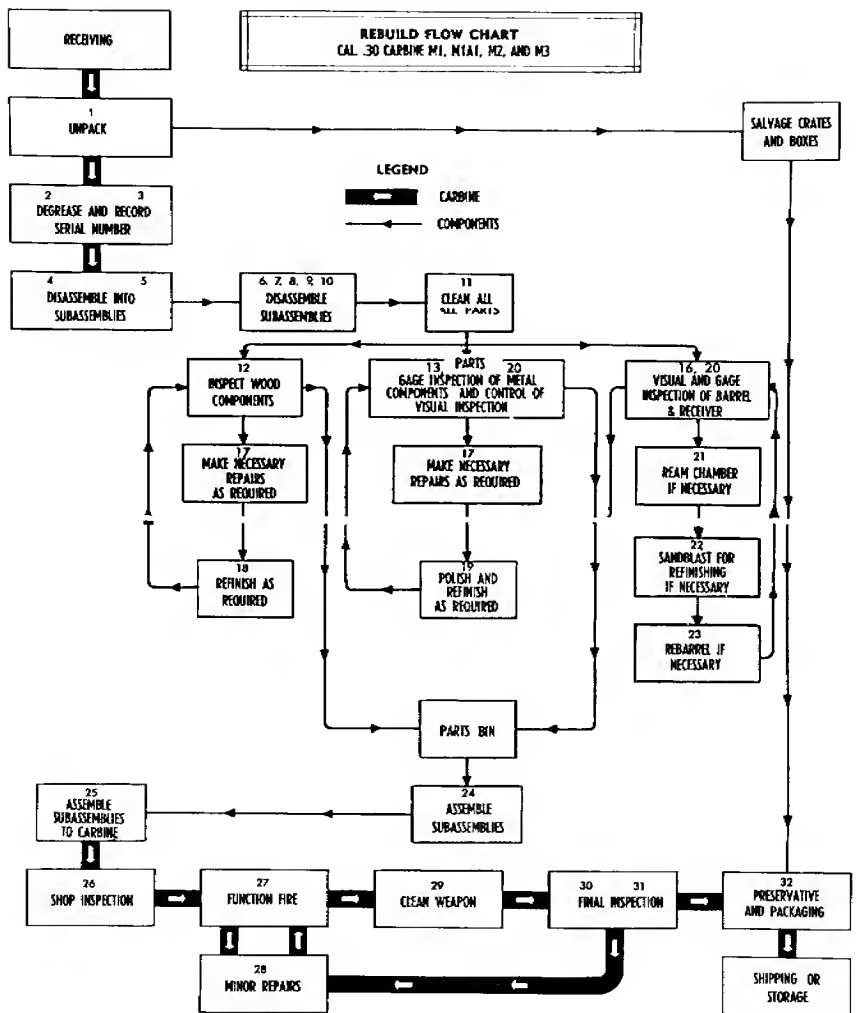 RECEIVING
REBUILD FLOW CHART
CAL. .30 CARBINE M1, M1A1, M2, AND M3
1
UNPACK
SALVAGE CRATES
AND BOXES
LEGEND
CARBINE
COMPONENTS
2 3
DEGREASE AND RECORD
SERIAL NUMBER
4 5
DISASSEMBLE INTO
SUBASSEMBLIES
6, 7, 8, 9, 10
DISASSEMBLE
SUBASSEMBLIES
11
CLEAN ALL
ALL PARTS
12
INSPECT WOOD
COMPONENTS
13 PARTS 20
GAGE INSPECTION OF METAL
COMPONENTS AND CONTROL OF
VISUAL INSPECTION
16, 20
VISUAL AND GAGE
INSPECTION OF BARREL
& RECEIVER
17
MAKE NECESSARY
REPAIRS
AS REQUIRED
17
MAKE NECESSARY
REPAIRS AS REQUIRED
21
REAM CHAMBER
IF NECESSARY
18
REFINISH AS
REQUIRED
19
POLISH AND
REFINISH
AS REQUIRED
22
SANDBLAST FOR
REFINISHING
IF NECESSARY
23
REBARREL IF
NECESSARY
PARTS BIN
24
ASSEMBLE
SUBASSEMBLIES
25
ASSEMBLE
SUBASSEMBLIES
TO CARBINE
26
SHOP INSPECTION
27
FUNCTION FIRE
29
CLEAN WEAPON
30 31
FINAL INSPECTION
32
PRESERVATIVE
AND PACKAGING
28
MINOR REPAIRS
SHIPPING OR
STORAGE